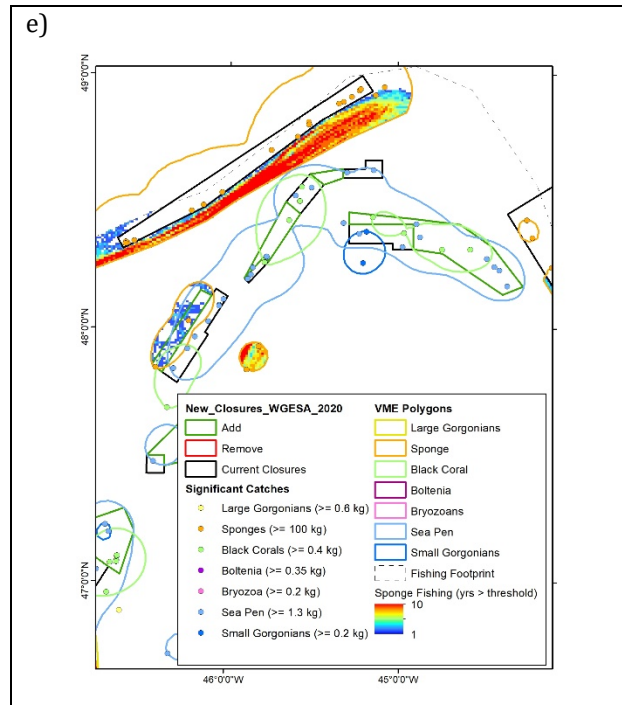 e)
49°0'0"N
48°0'0"N
47°0'0"N
New_Closures_WGESA_2020
Add
Remove
Current Closures
Significant Catches
Large Gorgonians (>= 0.6 kg)
Sponges (>= 100 kg)
Black Corals (>= 0.4 kg)
Boltenia (>= 0.35 kg)
Bryozoa (>= 0.2 kg)
Sea Pen (>= 1.3 kg)
Small Gorgonians (>= 0.2 kg)
VME Polygons
Large Gorgonians
Sponge
Black Coral
Boltenia
Bryozoans
Sea Pen
Small Gorgonians
Fishing Footprint
Sponge Fishing (yrs > threshold)
10
1
46°0'0"W
45°0'0"W